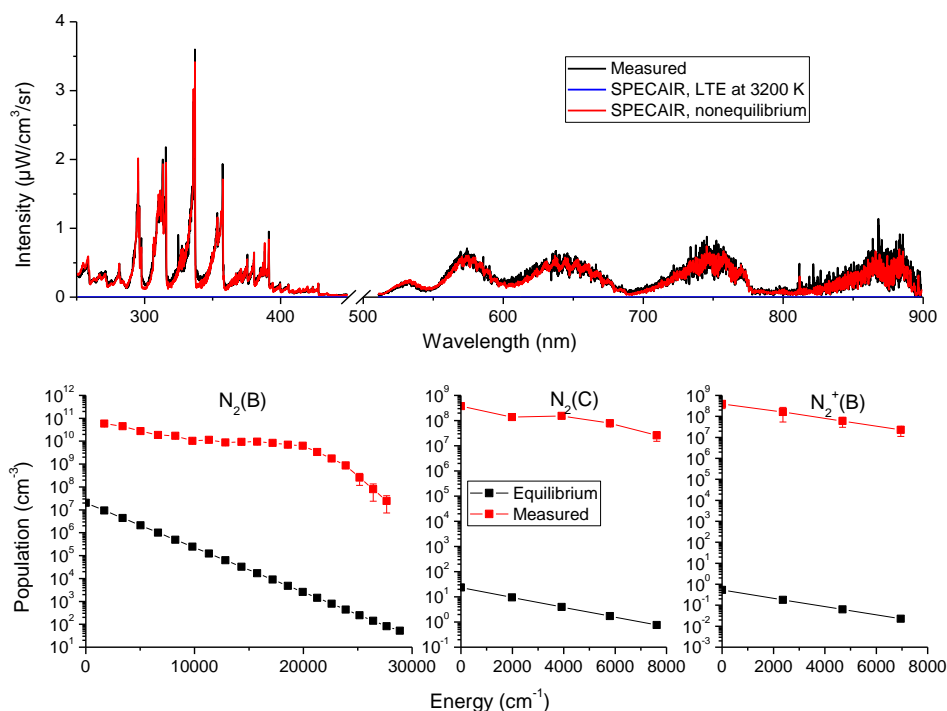 4
3
2
1
0
Intensity (µW/cm³/sr)
Measured
SPECAIR, LTE at 3200 K
SPECAIR, nonequilibrium
300 400 500 600 700 800 900
Wavelength (nm)
N₂(B)
10¹²
10¹¹
10¹⁰
10⁹
10⁸
10⁷
10⁶
10⁵
10⁴
10³
10²
10¹
Population (cm⁻³)
0 10000 20000 30000
N₂(C)
10⁹
10⁸
10⁷
10⁶
10⁵
10⁴
10³
10²
10¹
10⁰
10⁻¹
Equilibrium
Measured
0 2000 4000 6000 8000
N₂⁺(B)
10⁹
10⁸
10⁷
10⁶
10⁵
10⁴
10³
10²
10¹
10⁰
10⁻¹
10⁻²
10⁻³
0 2000 4000 6000 8000
Energy (cm⁻¹)